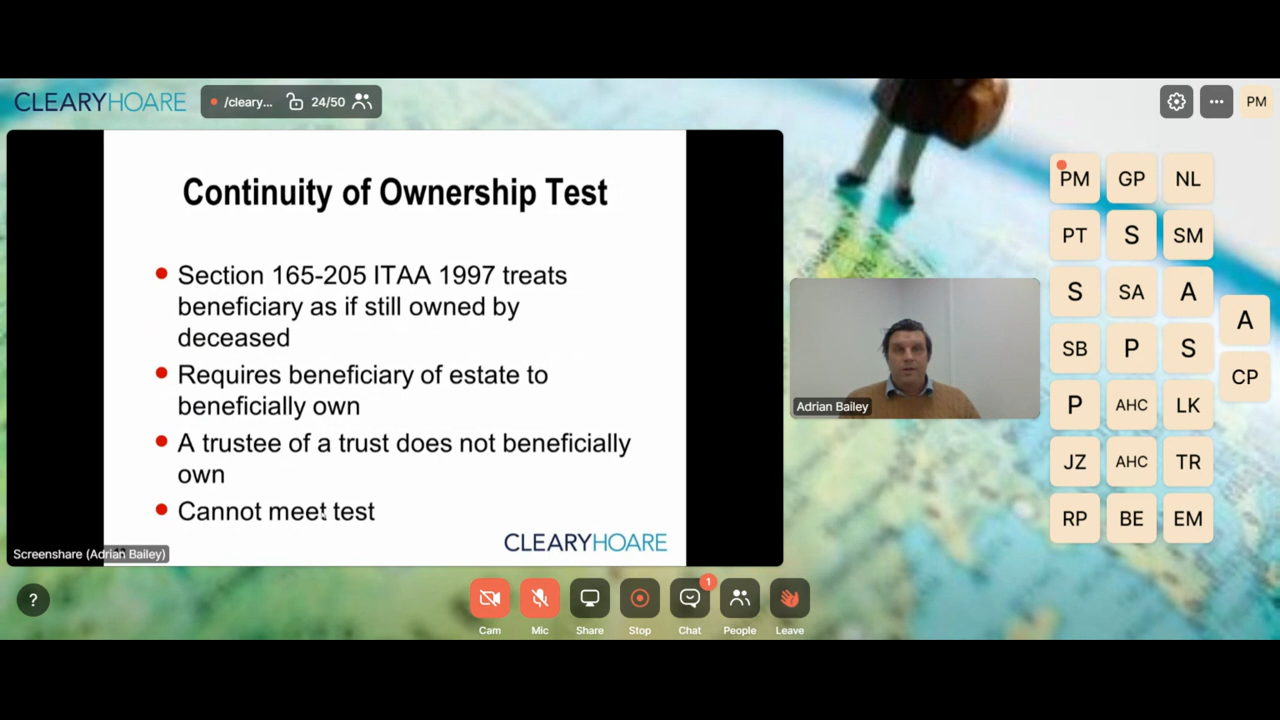 CLEARYHOARE
/cleary...
24/50
PM
Continuity of Ownership Test
Section 165-205 ITAA 1997 treats
beneficiary as if still owned by
deceased
Requires beneficiary of estate to
beneficially own
A trustee of a trust does not beneficially
own
Cannot meet test
CLEARYHOARE
Screenshare (Adrian Bailey)
Adrian Bailey
PM GP NL
PT S SM
S SA A
A
SB P S
CP
P AHC LK
JZ AHC TR
RP BE EM
?
1
Cam Mic Share Stop Chat People Leave